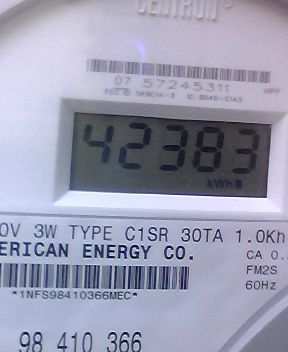 CENTRON®
07 57245311
42383
kWh
0V 3W TYPE C1SR 30TA 1.0Kh
ERICAN ENERGY CO.
CA 0.
FM2S
*1NFS98410366MEC*
60Hz
98 410 366